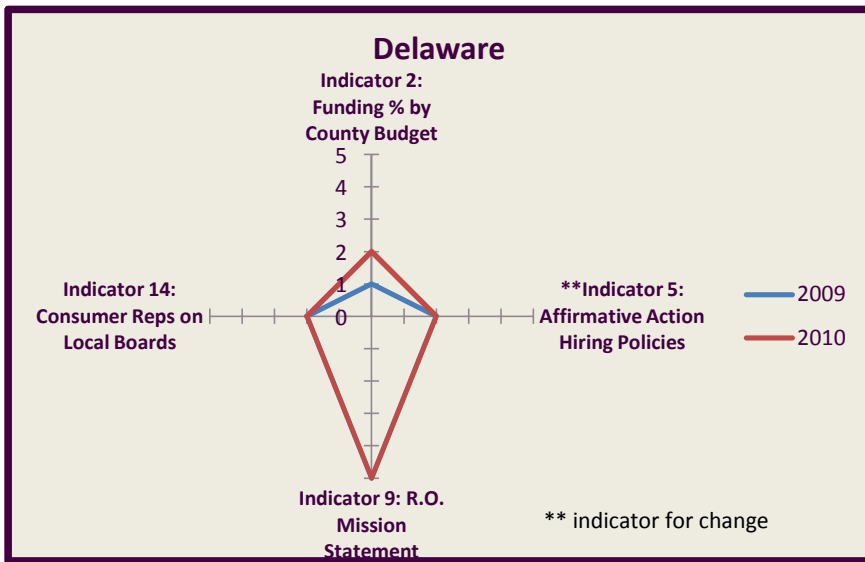 Delaware
Indicator 2:
Funding % by
County Budget
5
4
3
2
1
0
Indicator 14:
Consumer Reps on
Local Boards
**Indicator 5:
Affirmative Action
Hiring Policies
2009
2010
Indicator 9: R.O.
Mission
Statement
** indicator for change